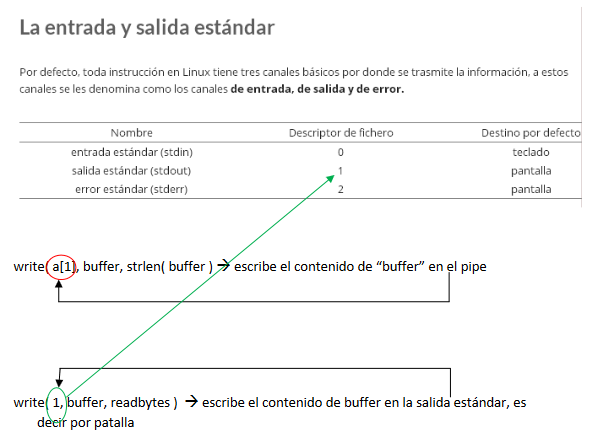 La entrada y salida estándar
Por defecto, toda instrucción en Linux tiene tres canales básicos por donde se trasmite la información, a estos
canales se les denomina como los canales de entrada, de salida y de error.
Nombre Descriptor de fichero Destino por defecto
entrada estándar (stdin) 0 teclado
salida estándar (stdout) 1 pantalla
error estándar (stderr) 2 pantalla
write( a[1], buffer, strlen( buffer ) → escribe el contenido de “buffer” en el pipe
write( 1, buffer, readbytes ) → escribe el contenido de buffer en la salida estándar, es
decir por patalla